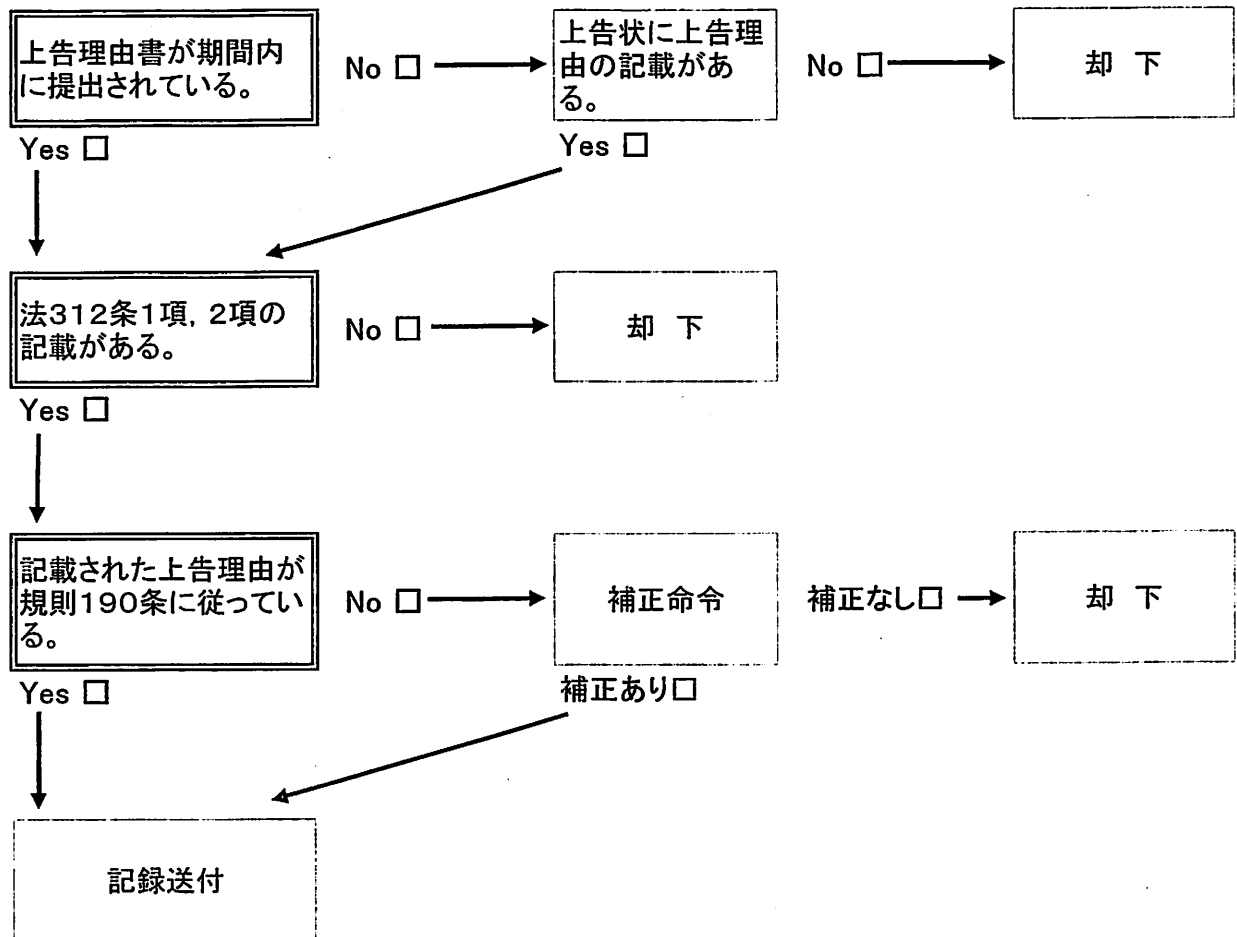 上告理由書が期間内
に提出されている。
No □
上告状に上告理
由の記載があ
る。
No □
却 下
Yes □
Yes □
法312条1項, 2項の
記載がある。
No □
却 下
Yes □
記載された上告理由が
規則190条に従ってい
る。
No □
補正命令
補正なし□
却 下
Yes □
補正あり□
記録送付